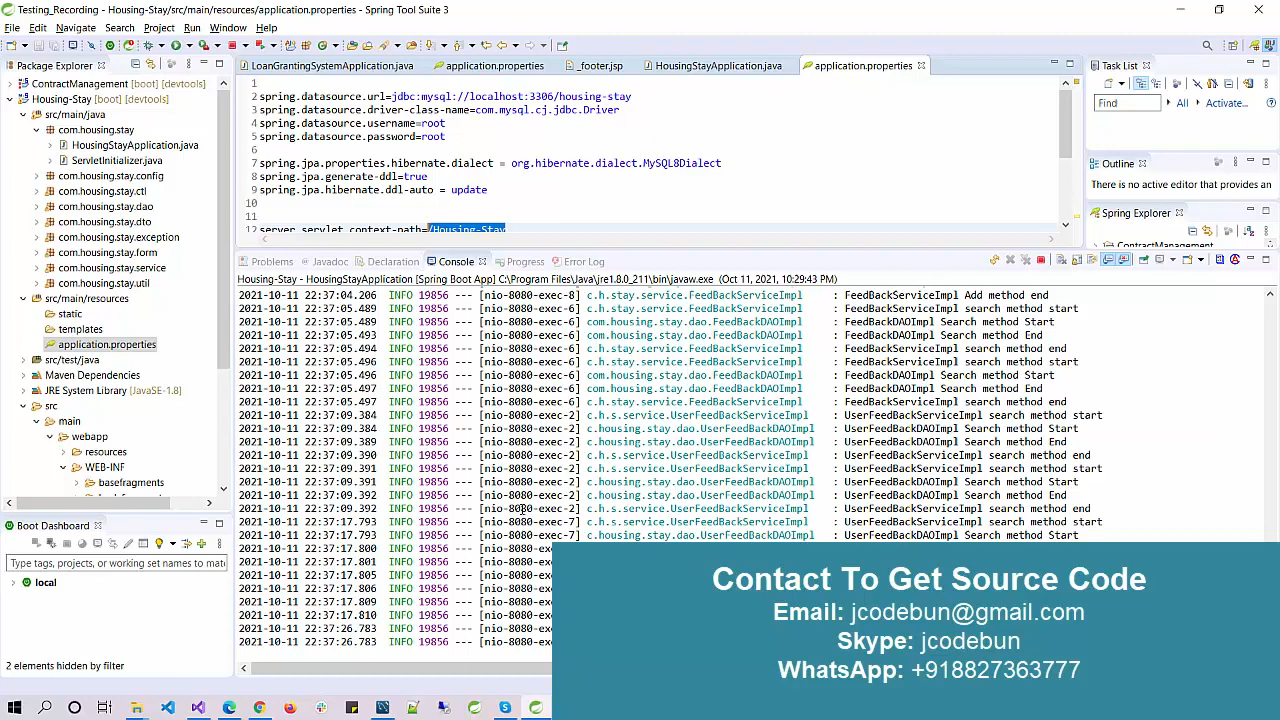 Testing_Recording - Housing-Stay/src/main/resources/application.properties - Spring Tool Suite 3
File Edit Navigate Search Project Run Window Help
Package Explorer
ContractManagement [boot] [devtools]
Housing-Stay [boot] [devtools]
src/main/java
com.housing.stay
HousingStayApplication.java
ServletInitializer.java
com.housing.stay.config
com.housing.stay.ctl
com.housing.stay.dao
com.housing.stay.dto
com.housing.stay.exception
com.housing.stay.form
com.housing.stay.service
com.housing.stay.util
src/main/resources
static
templates
application.properties
src/test/java
Maven Dependencies
JRE System Library [JavaSE-1.8]
src
main
webapp
resources
WEB-INF
basefragments
Boot Dashboard
Type tags, projects, or working set names to mat
local
2 elements hidden by filter
LoanGrantingSystemApplication.java application.properties _footer.jsp HousingStayApplication.java application.properties
1
2 spring.datasource.url=jdbc:mysql://localhost:3306/housing-stay
3 spring.datasource.driver-class-name=com.mysql.cj.jdbc.Driver
4 spring.datasource.username=root
5 spring.datasource.password=root
6
7 spring.jpa.properties.hibernate.dialect = org.hibernate.dialect.MySQL8Dialect
8 spring.jpa.generate-ddl=true
9 spring.jpa.hibernate.ddl-auto = update
10
11
12 server.servlet.context-path=/Housing-Stay
Problems Javadoc Declaration Console Progress Error Log
Housing-Stay - HousingStayApplication [Spring Boot App] C:\Program Files\Java\jre1.8.0_211\bin\javaw.exe (Oct 11, 2021, 10:29:43 PM)
2021-10-11 22:37:04.206 INFO 19856 --- [nio-8080-exec-8] c.h.stay.service.FeedBackServiceImpl : FeedBackServiceImpl Add method end
2021-10-11 22:37:05.489 INFO 19856 --- [nio-8080-exec-6] c.h.stay.service.FeedBackServiceImpl : FeedBackServiceImpl search method start
2021-10-11 22:37:05.489 INFO 19856 --- [nio-8080-exec-6] com.housing.stay.dao.FeedBackDAOImpl : FeedBackDAOImpl Search method Start
2021-10-11 22:37:05.493 INFO 19856 --- [nio-8080-exec-6] com.housing.stay.dao.FeedBackDAOImpl : FeedBackDAOImpl Search method End
2021-10-11 22:37:05.494 INFO 19856 --- [nio-8080-exec-6] c.h.stay.service.FeedBackServiceImpl : FeedBackServiceImpl search method end
2021-10-11 22:37:05.496 INFO 19856 --- [nio-8080-exec-6] c.h.stay.service.FeedBackServiceImpl : FeedBackServiceImpl search method start
2021-10-11 22:37:05.496 INFO 19856 --- [nio-8080-exec-6] com.housing.stay.dao.FeedBackDAOImpl : FeedBackDAOImpl Search method Start
2021-10-11 22:37:05.497 INFO 19856 --- [nio-8080-exec-6] com.housing.stay.dao.FeedBackDAOImpl : FeedBackDAOImpl Search method End
2021-10-11 22:37:05.497 INFO 19856 --- [nio-8080-exec-6] c.h.stay.service.FeedBackServiceImpl : FeedBackServiceImpl search method end
2021-10-11 22:37:09.384 INFO 19856 --- [nio-8080-exec-2] c.h.s.service.UserFeedBackServiceImpl : UserFeedBackServiceImpl search method start
2021-10-11 22:37:09.384 INFO 19856 --- [nio-8080-exec-2] c.housing.stay.dao.UserFeedBackDAOImpl : UserFeedBackDAOImpl Search method Start
2021-10-11 22:37:09.389 INFO 19856 --- [nio-8080-exec-2] c.housing.stay.dao.UserFeedBackDAOImpl : UserFeedBackDAOImpl Search method End
2021-10-11 22:37:09.390 INFO 19856 --- [nio-8080-exec-2] c.h.s.service.UserFeedBackServiceImpl : UserFeedBackServiceImpl search method end
2021-10-11 22:37:09.391 INFO 19856 --- [nio-8080-exec-2] c.h.s.service.UserFeedBackServiceImpl : UserFeedBackServiceImpl search method start
2021-10-11 22:37:09.391 INFO 19856 --- [nio-8080-exec-2] c.housing.stay.dao.UserFeedBackDAOImpl : UserFeedBackDAOImpl Search method Start
2021-10-11 22:37:09.392 INFO 19856 --- [nio-8080-exec-2] c.housing.stay.dao.UserFeedBackDAOImpl : UserFeedBackDAOImpl Search method End
2021-10-11 22:37:09.392 INFO 19856 --- [nio-8080-exec-2] c.h.s.service.UserFeedBackServiceImpl : UserFeedBackServiceImpl search method end
2021-10-11 22:37:17.793 INFO 19856 --- [nio-8080-exec-7] c.h.s.service.UserFeedBackServiceImpl : UserFeedBackServiceImpl search method start
2021-10-11 22:37:17.793 INFO 19856 --- [nio-8080-exec-7] c.housing.stay.dao.UserFeedBackDAOImpl : UserFeedBackDAOImpl Search method Start
2021-10-11 22:37:17.800 INFO 19856 --- [nio-8080-exe
2021-10-11 22:37:17.801 INFO 19856 --- [nio-8080-exe
2021-10-11 22:37:17.805 INFO 19856 --- [nio-8080-exe
2021-10-11 22:37:17.806 INFO 19856 --- [nio-8080-exe
2021-10-11 22:37:17.809 INFO 19856 --- [nio-8080-exe
2021-10-11 22:37:17.810 INFO 19856 --- [nio-8080-exe
2021-10-11 22:37:26.783 INFO 19856 --- [nio-8080-exe
2021-10-11 22:37:26.783 INFO 19856 --- [nio-8080-exe
Task List
Find All Activate...
Outline
There is no active editor that provides an
Spring Explorer
ContractManagement
Contact To Get Source Code
Email: jcodebun@gmail.com
Skype: jcodebun
WhatsApp: +918827363777